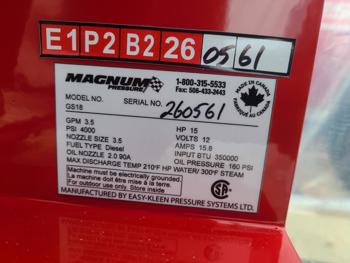 E1 P2 B2 26 0561
MAGNUM
PRESSURE
1-800-315-5533
Fax: 506-433-2443
MADE IN CANADA
FABRIQUÉ AU CANADA
MODEL NO.
GS18
SERIAL NO. 260561
GPM 3.5
PSI 4000
NOZZLE SIZE 3.5
FUEL TYPE Diesel
OIL NOZZLE 2.0 90A
HP 15
VOLTS 12
AMPS 15.8
INPUT BTU 350000
OIL PRESSURE 160 PSI
MAX DISCHARGE TEMP 210°F HP WATER/ 300°F STEAM
Machine must be electrically grounded.
La machine doit être mise à la terre.
For outdoor use only.
MANUFACTURED BY EASY-KLEEN PRESSURE SYSTEMS LTD.